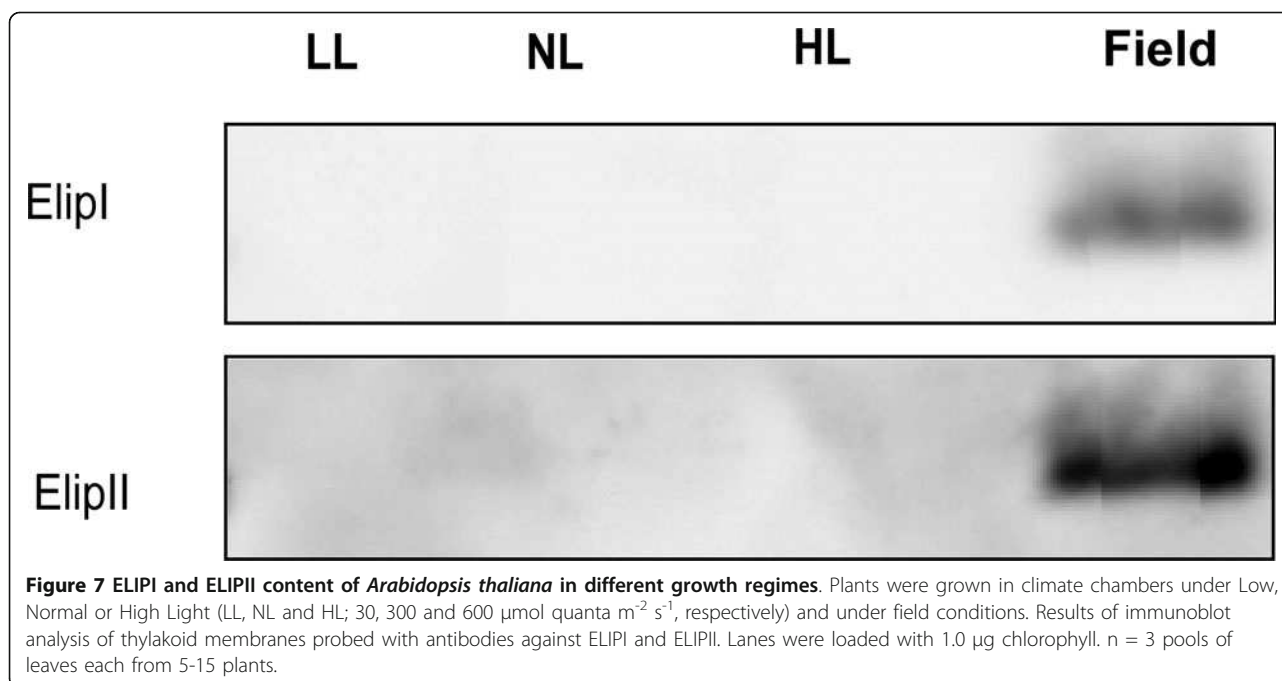 LL NL HL Field
ElipI
ElipII
Figure 7 ELIPI and ELIPII content of Arabidopsis thaliana in different growth regimes. Plants were grown in climate chambers under Low,
Normal or High Light (LL, NL and HL; 30, 300 and 600 μmol quanta m⁻² s⁻¹, respectively) and under field conditions. Results of immunoblot
analysis of thylakoid membranes probed with antibodies against ELIPI and ELIPII. Lanes were loaded with 1.0 μg chlorophyll. n = 3 pools of
leaves each from 5-15 plants.